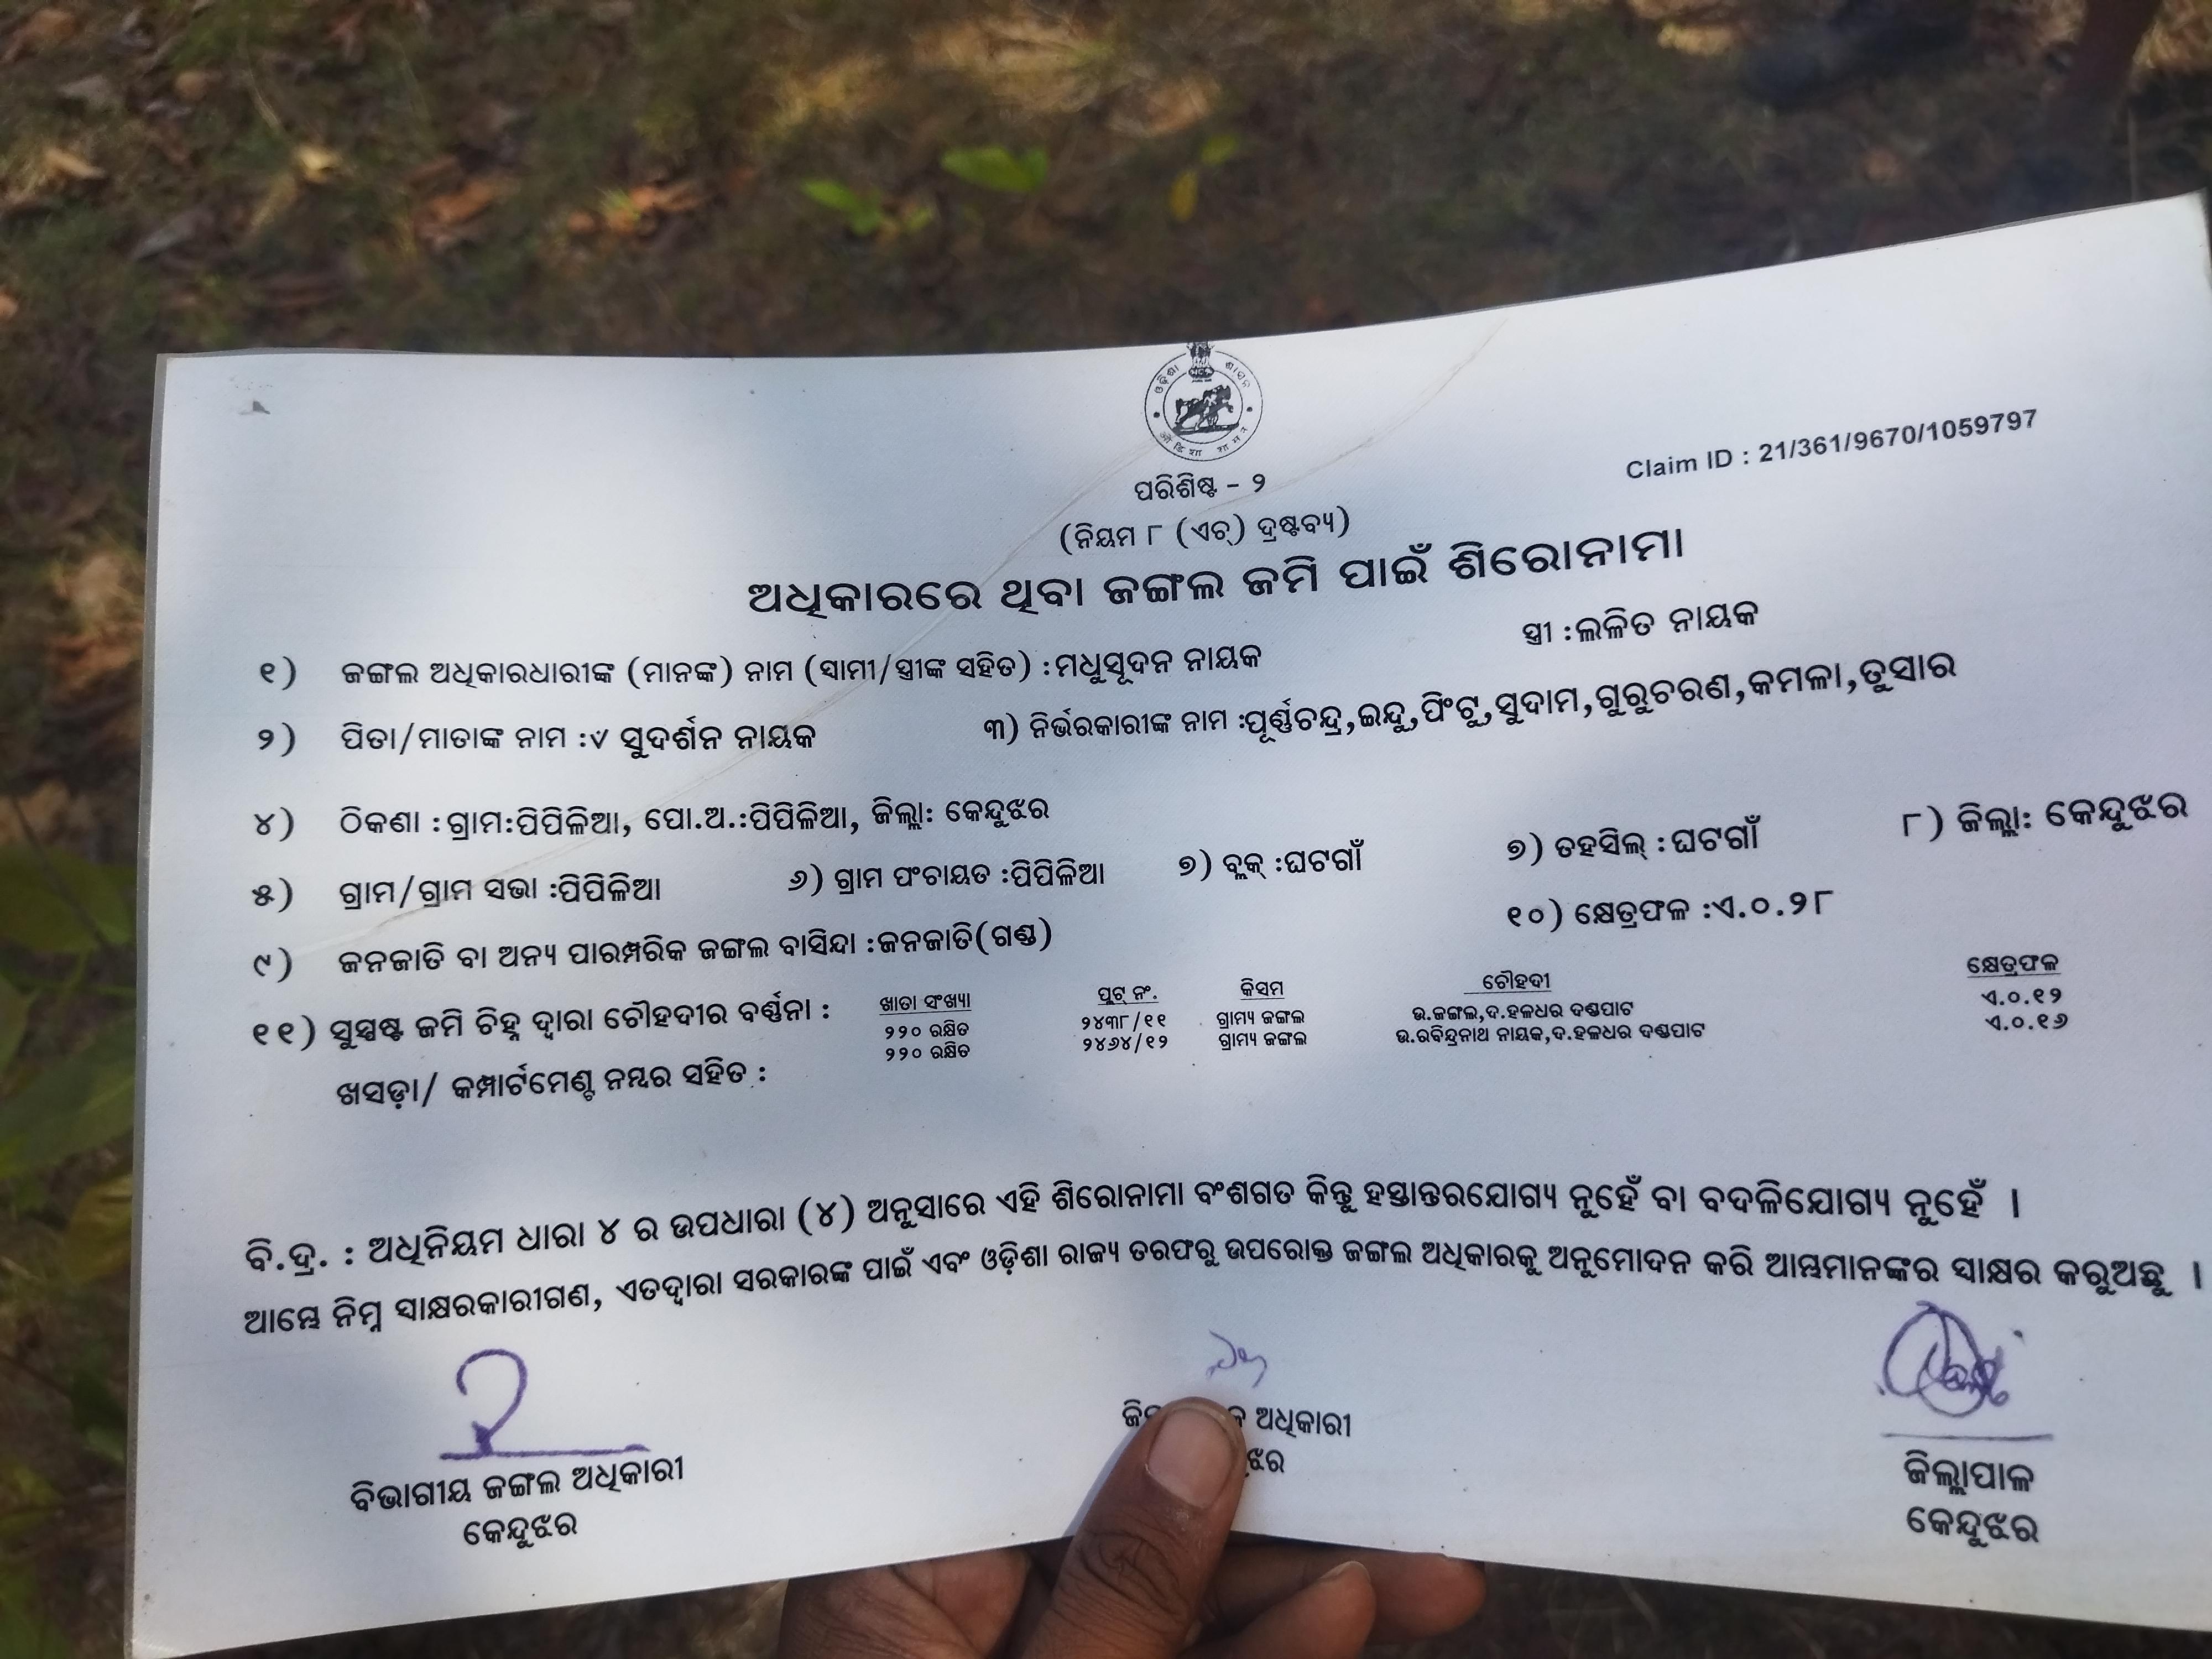 ଓଡ଼ିଶା ଶାସନ
ओडिशा शासन
Claim ID : 21/361/9670/1059797
ପରିଶିଷ୍ଟ - ୨
(ନିୟମ ୮ (ଏଚ୍) ଦ୍ରଷ୍ଟବ୍ୟ)
ଅଧିକାରରେ ଥିବା ଜଙ୍ଗଲ ଜମି ପାଇଁ ଶିରୋନାମା
୧) ଜଙ୍ଗଲ ଅଧିକାରଧାରୀଙ୍କ (ମାନଙ୍କ) ନାମ (ସ୍ୱାମୀ/ସ୍ତ୍ରୀଙ୍କ ସହିତ) :ମଧୁସୂଦନ ନାୟକ ସ୍ତ୍ରୀ :ଲଳିତ ନାୟକ
୨) ପିତା/ମାତାଙ୍କ ନାମ : ସୁଦର୍ଶନ ନାୟକ ୩) ନିର୍ଭରକାରୀଙ୍କ ନାମ :ପୂର୍ଣ୍ଣଚନ୍ଦ୍ର,ଇନ୍ଦୁ,ପିଂଟୁ,ସୁଦାମ,ଗୁରୁଚରଣ,କମଳା,ତୁସାର
୪) ଠିକଣା :ଗ୍ରାମ:ପିପିଳିଆ, ପୋ.ଅ.:ପିପିଳିଆ, ଜିଲ୍ଲା: କେନ୍ଦୁଝର
୫) ଗ୍ରାମ/ଗ୍ରାମ ସଭା :ପିପିଳିଆ ୬) ଗ୍ରାମ ପଂଚାୟତ :ପିପିଳିଆ ୭) ବ୍ଲକ୍ :ଘଟଗାଁ ୭) ତହସିଲ୍ :ଘଟଗାଁ ୮) ଜିଲ୍ଲା: କେନ୍ଦୁଝର
୯) ଜନଜାତି ବା ଅନ୍ୟ ପାରମ୍ପରିକ ଜଙ୍ଗଲ ବାସିନ୍ଦା :ଜନଜାତି(ଗଣ୍ଡ) ୧୦) କ୍ଷେତ୍ରଫଳ :ଏ.୦.୨୮
୧୧) ସୁସ୍ପଷ୍ଟ ଜମି ଚିହ୍ନ ଦ୍ୱାରା ଚୌହଦୀର ବର୍ଣ୍ଣନା : ଖାତା ସଂଖ୍ୟା ପ୍ଲଟ୍ ନଂ. କିସମ ଚୌହଦୀ କ୍ଷେତ୍ରଫଳ
୨୨୦ ରକ୍ଷିତ ୨୪୩୮/୧୧ ଗ୍ରାମ୍ୟ ଜଙ୍ଗଲ ଉ.ଜଙ୍ଗଲ,ଦ.ହଳଧର ଦଣ୍ଡପାଟ ଏ.୦.୧୨
୨୨୦ ରକ୍ଷିତ ୨୪୬୪/୧୨ ଗ୍ରାମ୍ୟ ଜଙ୍ଗଲ ଉ.ରବିନ୍ଦ୍ରନାଥ ନାୟକ,ଦ.ହଳଧର ଦଣ୍ଡପାଟ ଏ.୦.୧୬
ଖସଡ଼ା/ କମ୍ପାର୍ଟମେଣ୍ଟ ନମ୍ବର ସହିତ :
ବି.ଦ୍ର. : ଅଧିନିୟମ ଧାରା ୪ ର ଉପଧାରା (୪) ଅନୁସାରେ ଏହି ଶିରୋନାମା ବଂଶଗତ କିନ୍ତୁ ହସ୍ତାନ୍ତରଯୋଗ୍ୟ ନୁହେଁ ବା ବଦଳିଯୋଗ୍ୟ ନୁହେଁ ।
ଆମ୍ଭେ ନିମ୍ନ ସାକ୍ଷରକାରୀଗଣ, ଏତଦ୍ୱାରା ସରକାରଙ୍କ ପାଇଁ ଏବଂ ଓଡ଼ିଶା ରାଜ୍ୟ ତରଫରୁ ଉପରୋକ୍ତ ଜଙ୍ଗଲ ଅଧିକାରକୁ ଅନୁମୋଦନ କରି ଆମ୍ଭମାନଙ୍କର ସ୍ୱାକ୍ଷର କରୁଅଛୁ ।
ବିଭାଗୀୟ ଜଙ୍ଗଲ ଅଧିକାରୀ ଅଧିକାରୀ ଜିଲ୍ଲାପାଳ
କେନ୍ଦୁଝର କେନ୍ଦୁଝର